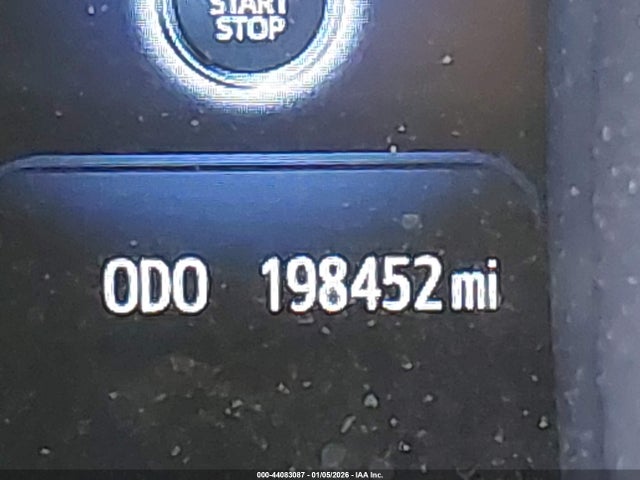 START
STOP
ODO 198452 mi
000-44083087 - 01/05/2026 - IAA Inc.